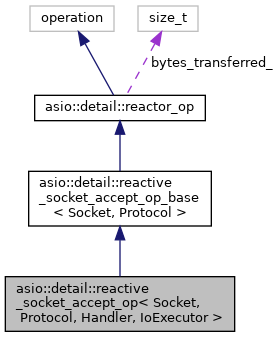 operation
size_t
bytes_transferred_
asio::detail::reactor_op
asio::detail::reactive
_socket_accept_op_base
< Socket, Protocol >
asio::detail::reactive
_socket_accept_op< Socket,
Protocol, Handler, IoExecutor >